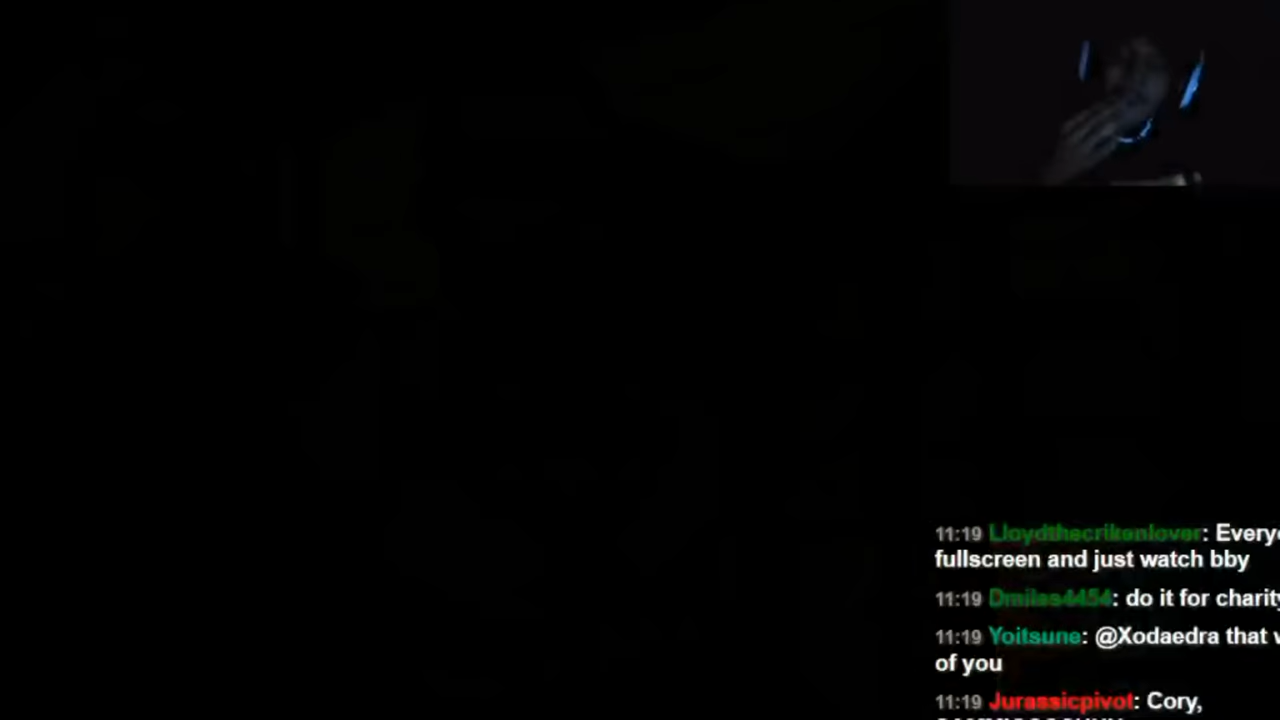 11:19 Lloydthecrikenlover: Every
fullscreen and just watch bby
11:19 Dmilas4454: do it for charity
11:19 Yoitsune: @Xodaedra that
of you
11:19 Jurassicpivot: Cory,